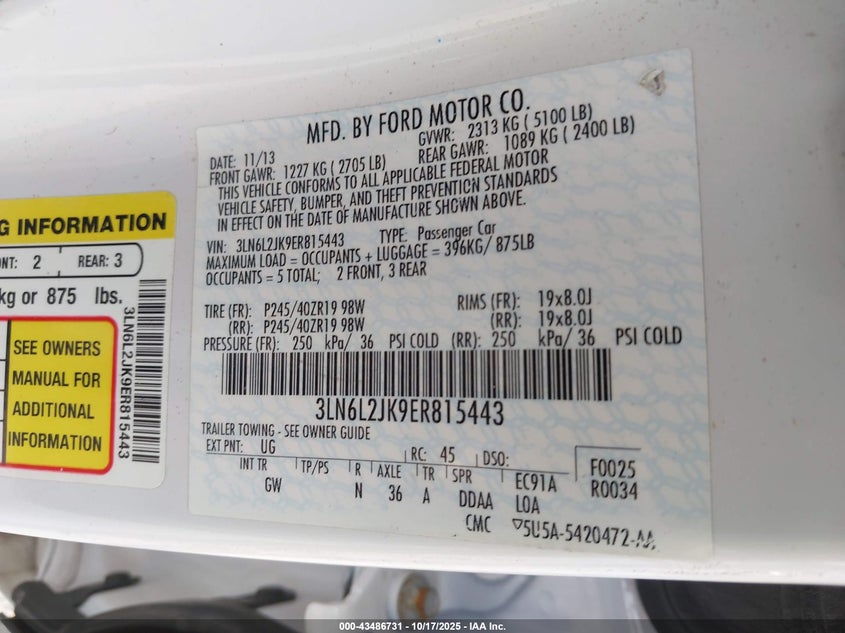 MFD. BY FORD MOTOR CO.
DATE: 11/13 GVWR: 2313 KG ( 5100 LB)
FRONT GAWR: 1227 KG ( 2705 LB) REAR GAWR: 1089 KG ( 2400 LB)
THIS VEHICLE CONFORMS TO ALL APPLICABLE FEDERAL MOTOR
VEHICLE SAFETY, BUMPER, AND THEFT PREVENTION STANDARDS
IN EFFECT ON THE DATE OF MANUFACTURE SHOWN ABOVE.
VIN: 3LN6L2JK9ER815443 TYPE: Passenger Car
MAXIMUM LOAD = OCCUPANTS + LUGGAGE = 396KG/ 875LB
OCCUPANTS = 5 TOTAL; 2 FRONT, 3 REAR
TIRE (FR): P245/40ZR19 98W RIMS (FR): 19x8.0J
(RR): P245/40ZR19 98W (RR): 19x8.0J
PRESSURE (FR): 250 kPa/ 36 PSI COLD (RR): 250 kPa/ 36 PSI COLD
3LN6L2JK9ER815443
TRAILER TOWING - SEE OWNER GUIDE
EXT PNT: UG RC: 45 DSO: F0025
INT TR TP/PS R AXLE TR SPR EC91A R0034
GW N 36 A DDAA LOA
CMC 5U5A-5420472-AA
G INFORMATION
NT: 2 REAR: 3
kg or 875 lbs.
SEE OWNERS
MANUAL FOR
ADDITIONAL
INFORMATION
3LN6L2JK9ER815443
000-43486731 - 10/17/2025 - IAA Inc.